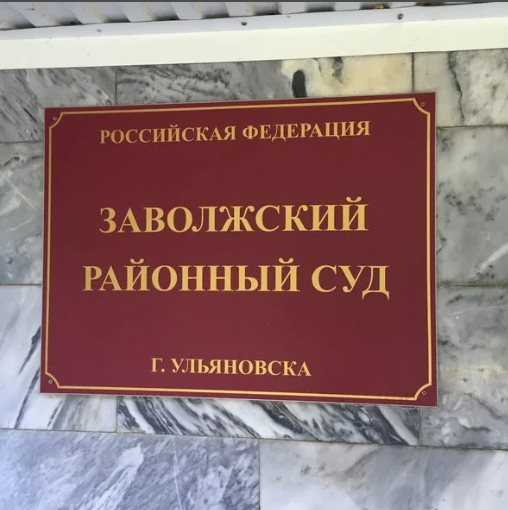 РОССИЙСКАЯ ФЕДЕРАЦИЯ
ЗАВОЛЖСКИЙ
РАЙОННЫЙ СУД
Г. УЛЬЯНОВСКА